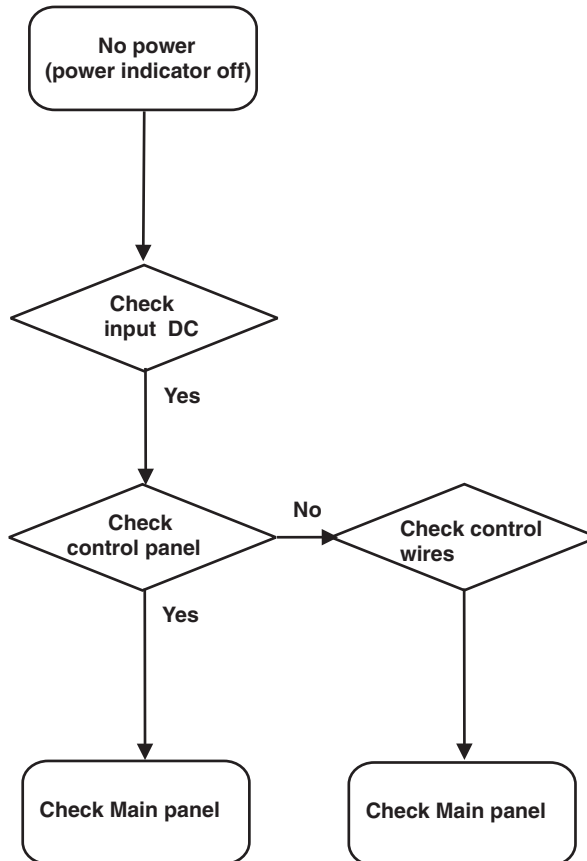 No power
(power indicator off)
Check
input DC
Yes
Check
control panel
No
Check control
wires
Yes
Check Main panel
Check Main panel